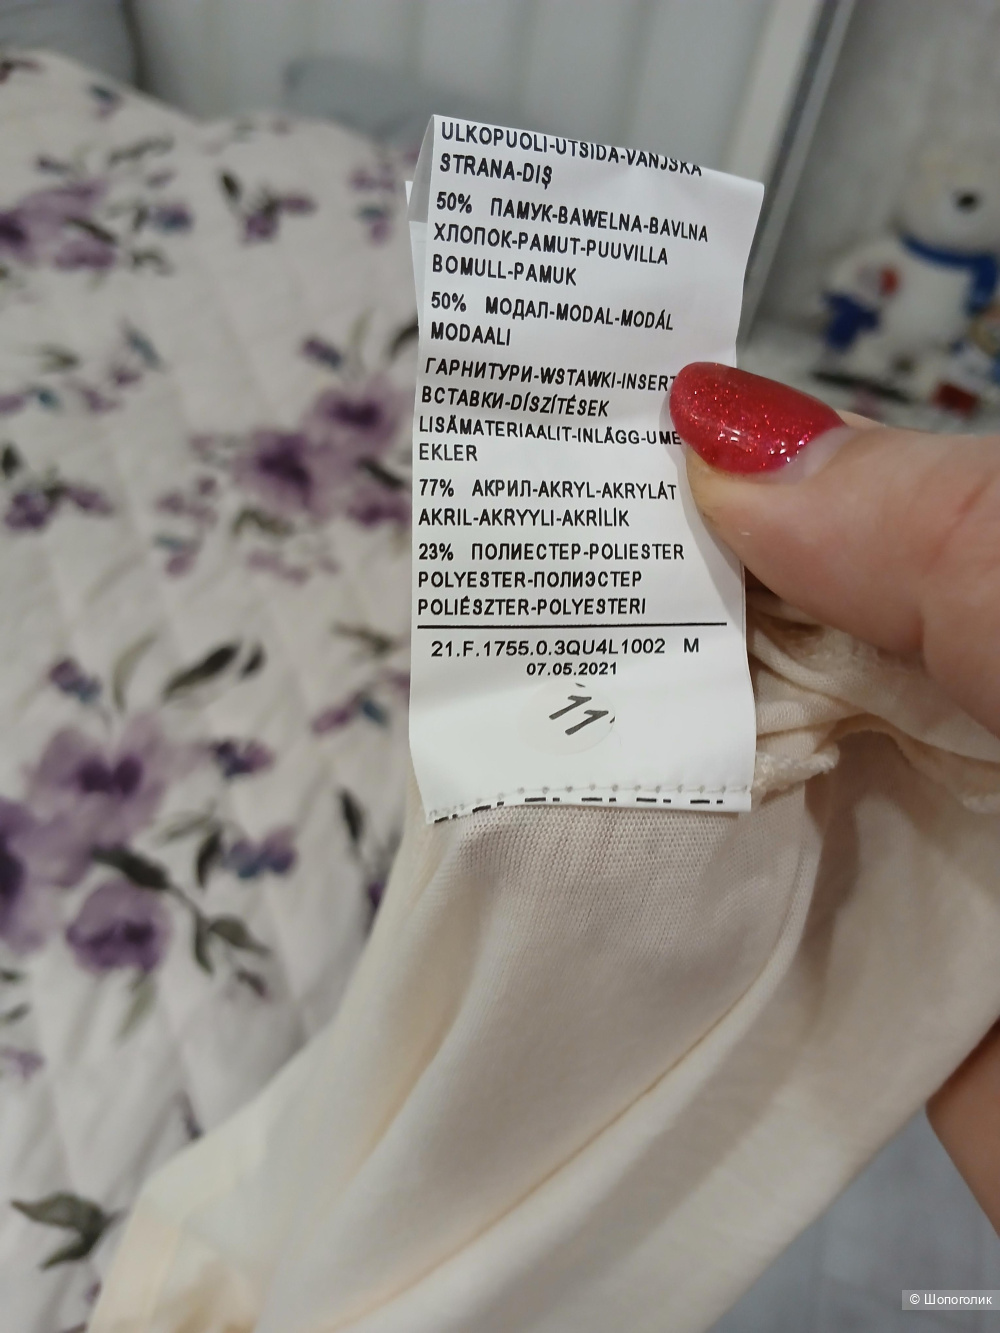 ULKOPUOLI-UTSIDA-VANJSKA
STRANA-DIŞ
50% ПАМУК-BAWELNA-BAVLNA
ХЛОПОК-PAMUT-PUUVILLA
BOMULL-PAMUK
50% МОДАЛ-MODAL-MODÁL
MODAALI
ГАРНИТУРИ-WSTAWKI-INSERT
ВСТАВКИ-DÍSZÍTÉSEK
LISÄMATERIAALIT-INLÄGG-UME
EKLER
77% АКРИЛ-AKRYL-AKRYLÁT
AKRIL-AKRYYLI-AKRİLİK
23% ПОЛИЕСТЕР-POLIESTER
POLYESTER-ПОЛИЭСТЕР
POLIÉSZTER-POLYESTERI
21.F.1755.0.3QU4L1002 M
07.05.2021
11
© Шопоголик